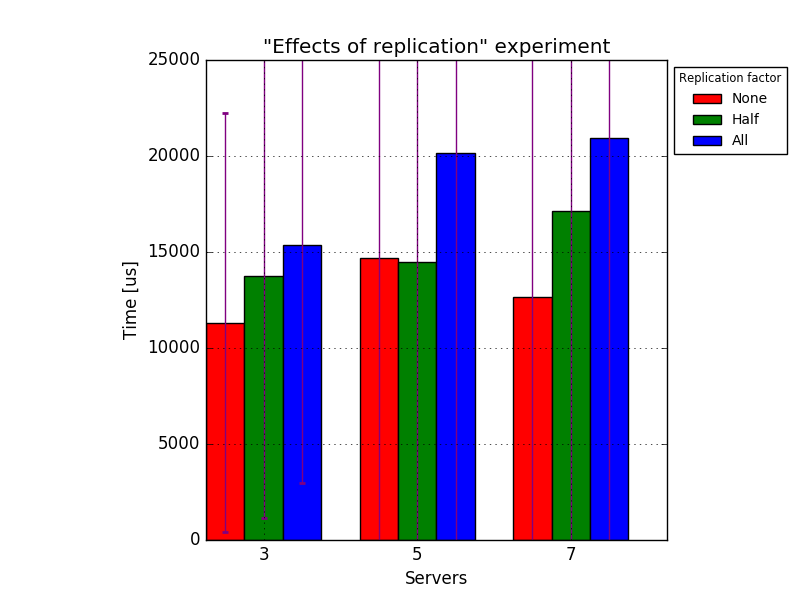 "Effects of replication" experiment
25000
20000
15000
10000
5000
0
Time [us]
3 5 7
Servers
Replication factor
None
Half
All